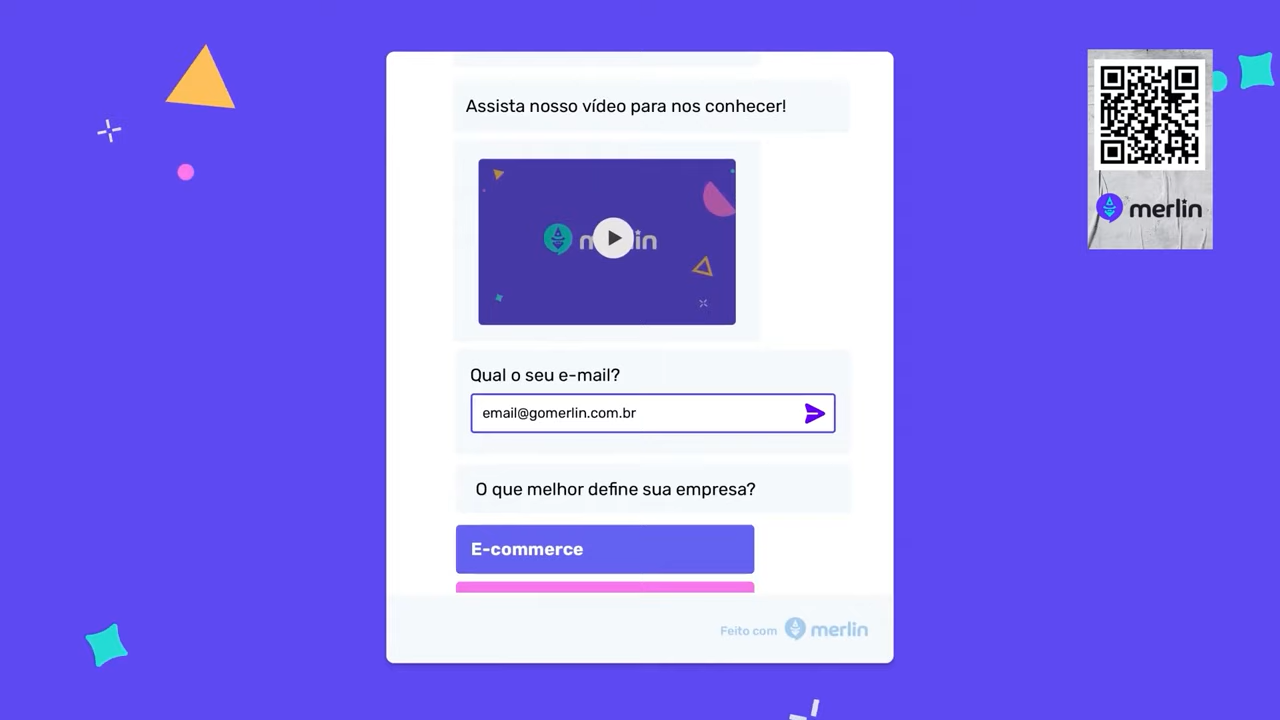 Assista nosso vídeo para nos conhecer!
merlin
Qual o seu e-mail?
email@gomerlin.com.br
O que melhor define sua empresa?
E-commerce
Feito com merlin